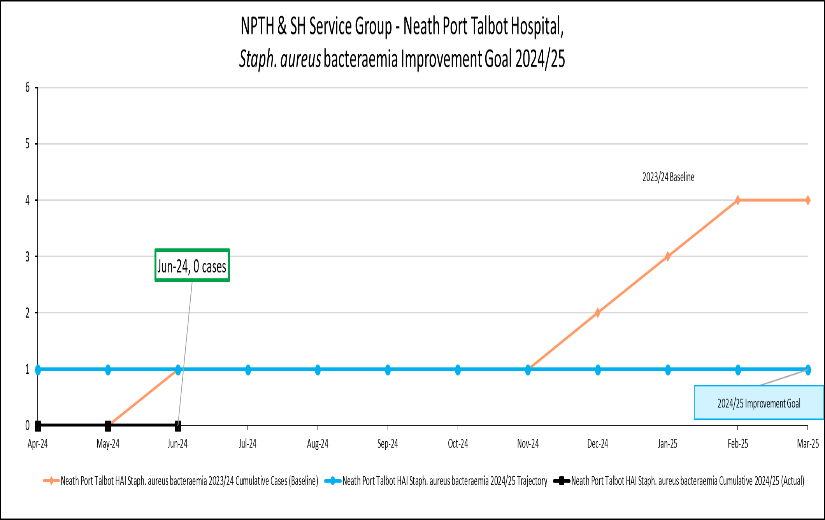 NPTH & SH Service Group - Neath Port Talbot Hospital,
Staph. aureus bacteraemia Improvement Goal 2024/25
6
5
2023/24 Baseline
4
3
Jun-24, 0 cases
2
1
2024/25 Improvement Goal
0
Apr-24 May-24 Jun-24 Jul-24 Aug-24 Sep-24 Oct-24 Nov-24 Dec-24 Jan-25 Feb-25 Mar-25
Neath Port Talbot HAI Staph. aureus bacteraemia 2023/24 Cumulative Cases (Baseline) Neath Port Talbot HAI Staph. aureus bacteraemia 2024/25 Trajectory Neath Port Talbot HAI Staph. aureus bacteraemia Cumulative 2024/25 (Actual)